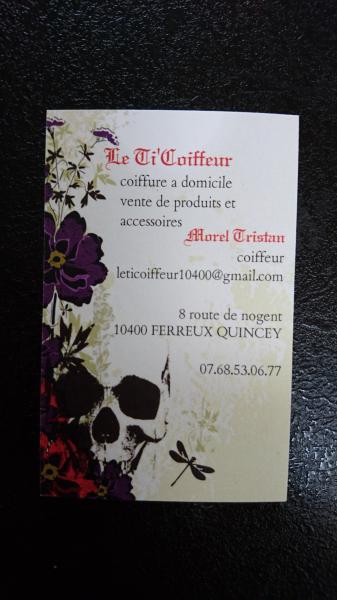 Le Ti'Coiffeur
coiffure a domicile
vente de produits et
accessoires
Morel Tristan
coiffeur
leticoiffeur10400@gmail.com
8 route de nogent
10400 FERREUX QUINCEY
07.68.53.06.77